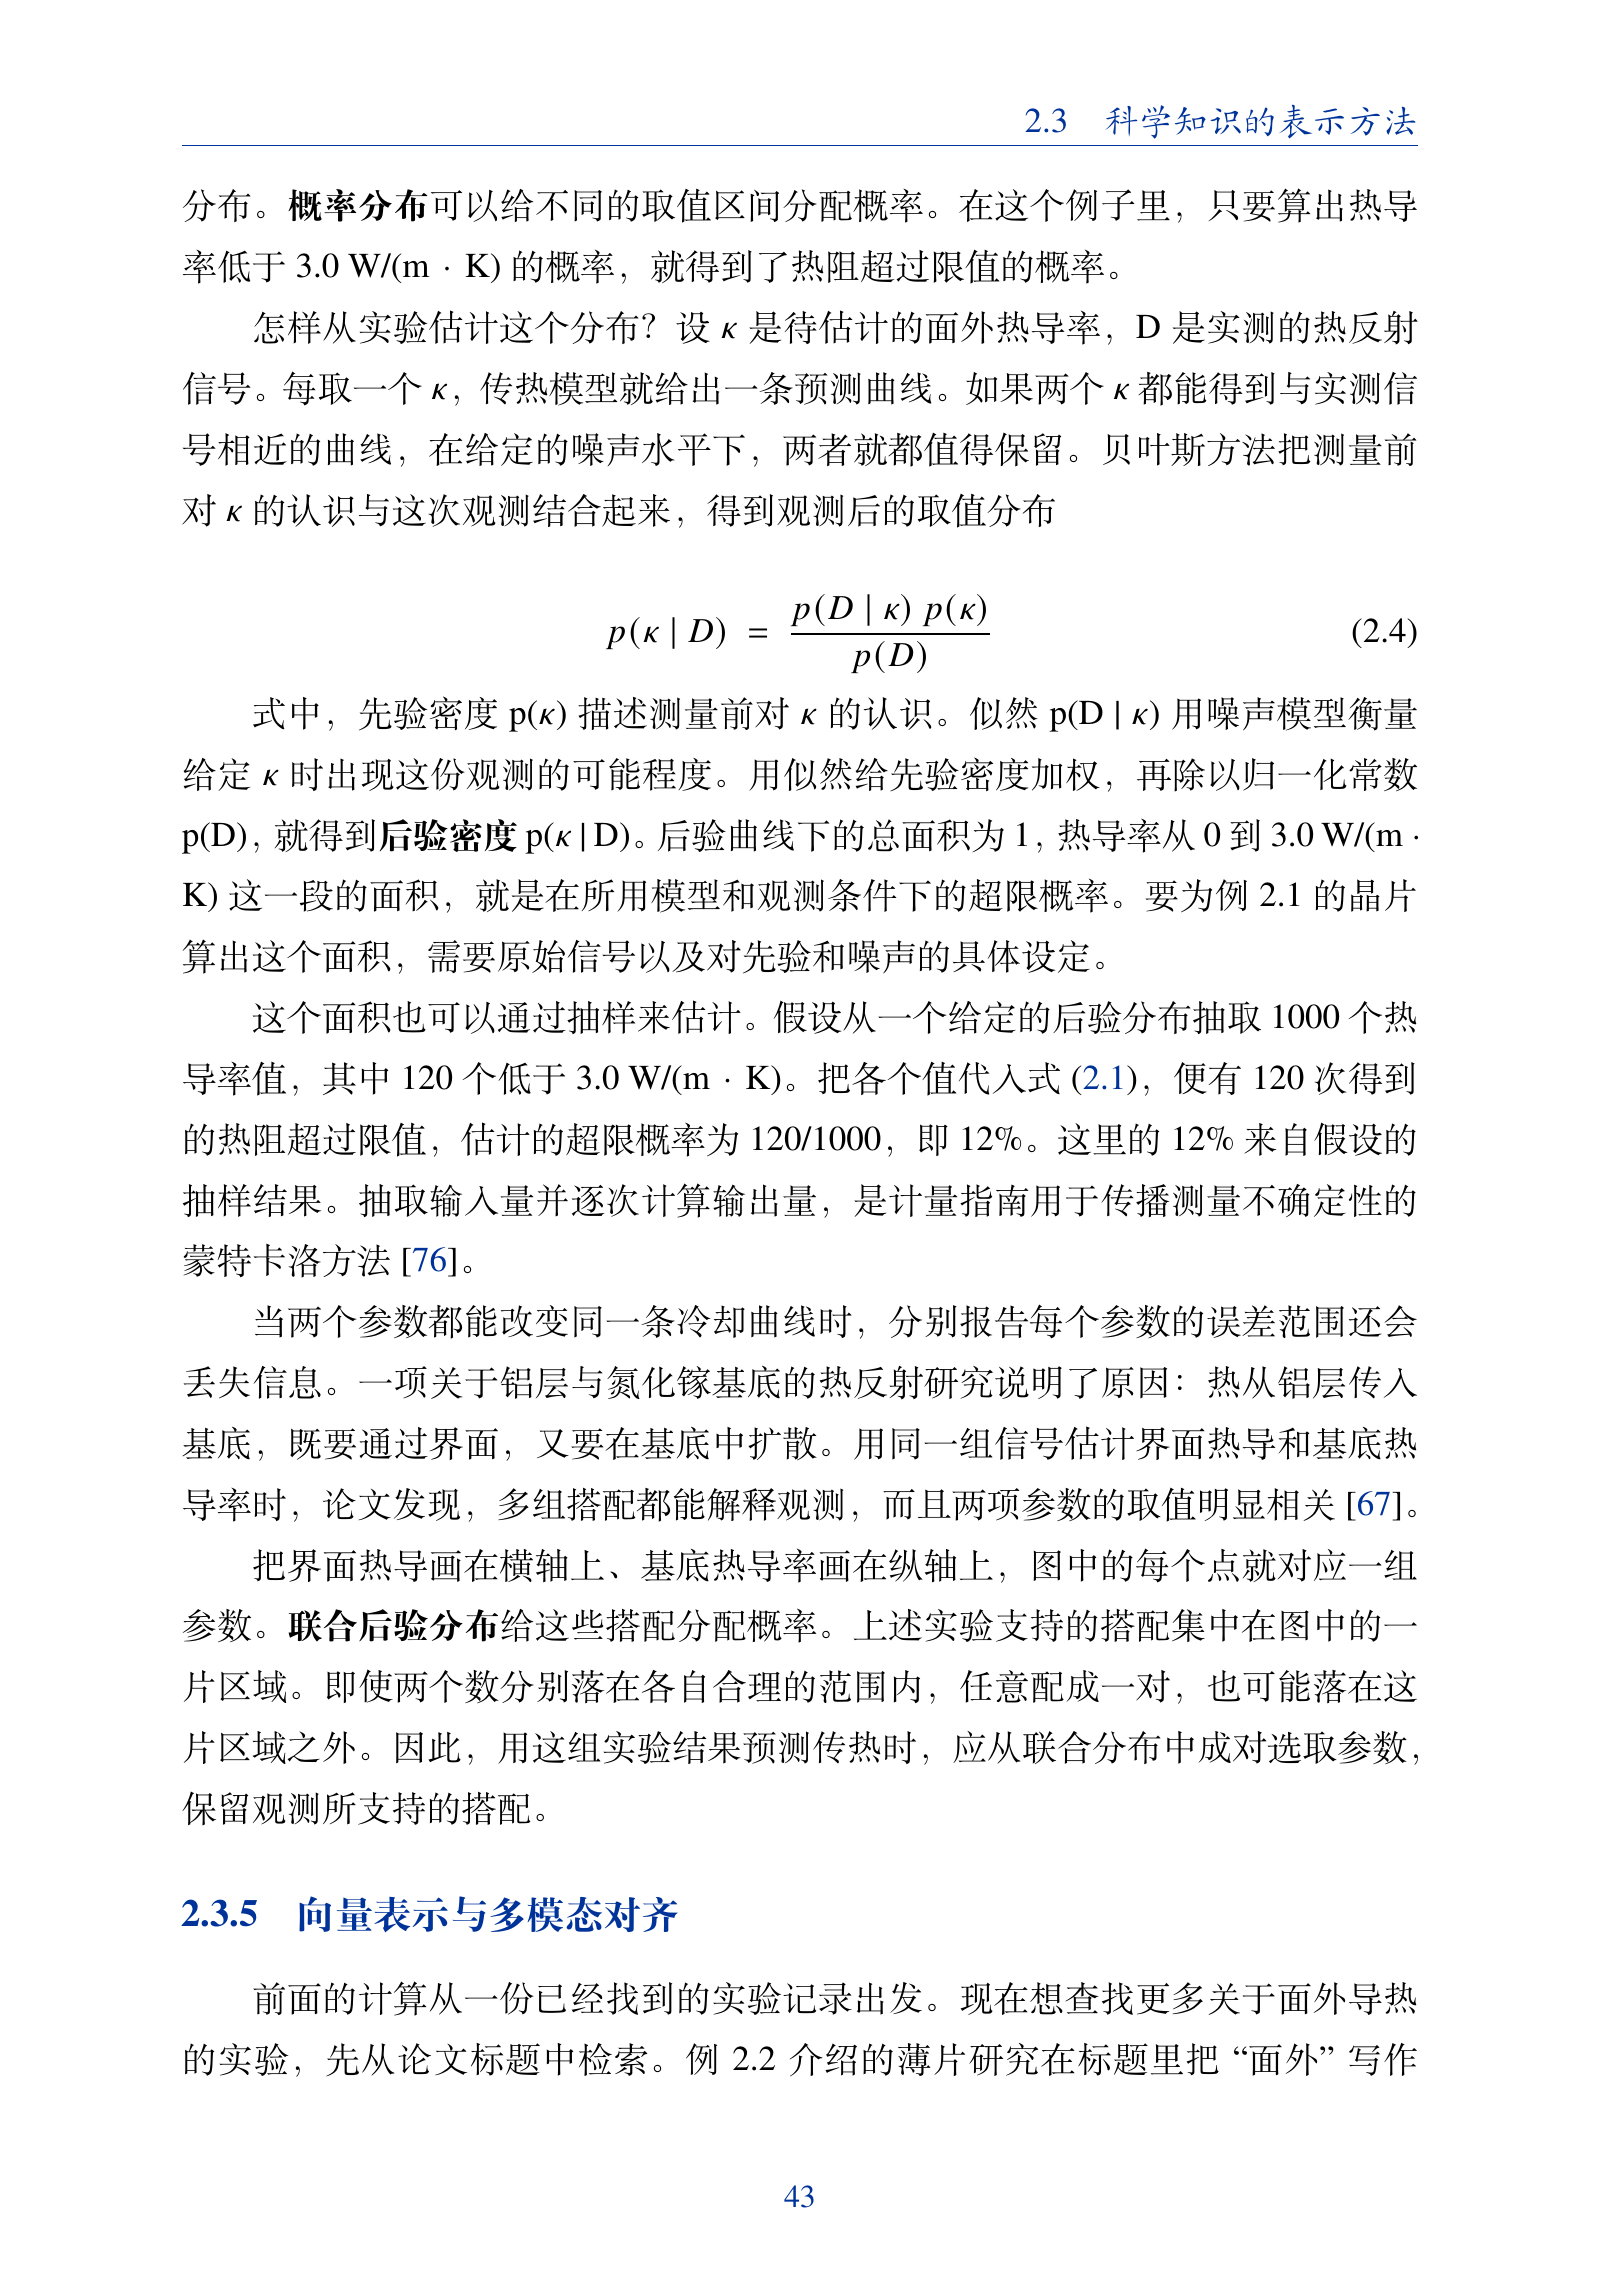 2.3 科学知识的表示方法
分布。概率分布可以给不同的取值区间分配概率。在这个例子里，只要算出热导
率低于 3.0 W/(m · K) 的概率，就得到了热阻超过限值的概率。
怎样从实验估计这个分布？设 κ 是待估计的面外热导率，D 是实测的热反射
信号。每取一个 κ，传热模型就给出一条预测曲线。如果两个 κ 都能得到与实测信
号相近的曲线，在给定的噪声水平下，两者就都值得保留。贝叶斯方法把测量前
对 κ 的认识与这次观测结合起来，得到观测后的取值分布
p(κ | D) = p(D | κ) p(κ) / p(D) (2.4)
式中，先验密度 p(κ) 描述测量前对 κ 的认识。似然 p(D | κ) 用噪声模型衡量
给定 κ 时出现这份观测的可能程度。用似然给先验密度加权，再除以归一化常数
p(D)，就得到后验密度 p(κ | D)。后验曲线下的总面积为 1，热导率从 0 到 3.0 W/(m ·
K) 这一段的面积，就是在所用模型和观测条件下的超限概率。要为例 2.1 的晶片
算出这个面积，需要原始信号以及对先验和噪声的具体设定。
这个面积也可以通过抽样来估计。假设从一个给定的后验分布抽取 1000 个热
导率值，其中 120 个低于 3.0 W/(m · K)。把各个值代入式 (2.1)，便有 120 次得到
的热阻超过限值，估计的超限概率为 120/1000，即 12%。这里的 12% 来自假设的
抽样结果。抽取输入量并逐次计算输出量，是计量指南用于传播测量不确定性的
蒙特卡洛方法 [76]。
当两个参数都能改变同一条冷却曲线时，分别报告每个参数的误差范围还会
丢失信息。一项关于铝层与氮化镓基底的热反射研究说明了原因：热从铝层传入
基底，既要通过界面，又要在基底中扩散。用同一组信号估计界面热导和基底热
导率时，论文发现，多组搭配都能解释观测，而且两项参数的取值明显相关 [67]。
把界面热导画在横轴上、基底热导率画在纵轴上，图中的每个点就对应一组
参数。联合后验分布给这些搭配分配概率。上述实验支持的搭配集中在图中的一
片区域。即使两个数分别落在各自合理的范围内，任意配成一对，也可能落在这
片区域之外。因此，用这组实验结果预测传热时，应从联合分布中成对选取参数，
保留观测所支持的搭配。
2.3.5 向量表示与多模态对齐
前面的计算从一份已经找到的实验记录出发。现在想查找更多关于面外导热
的实验，先从论文标题中检索。例 2.2 介绍的薄片研究在标题里把 “面外” 写作
43